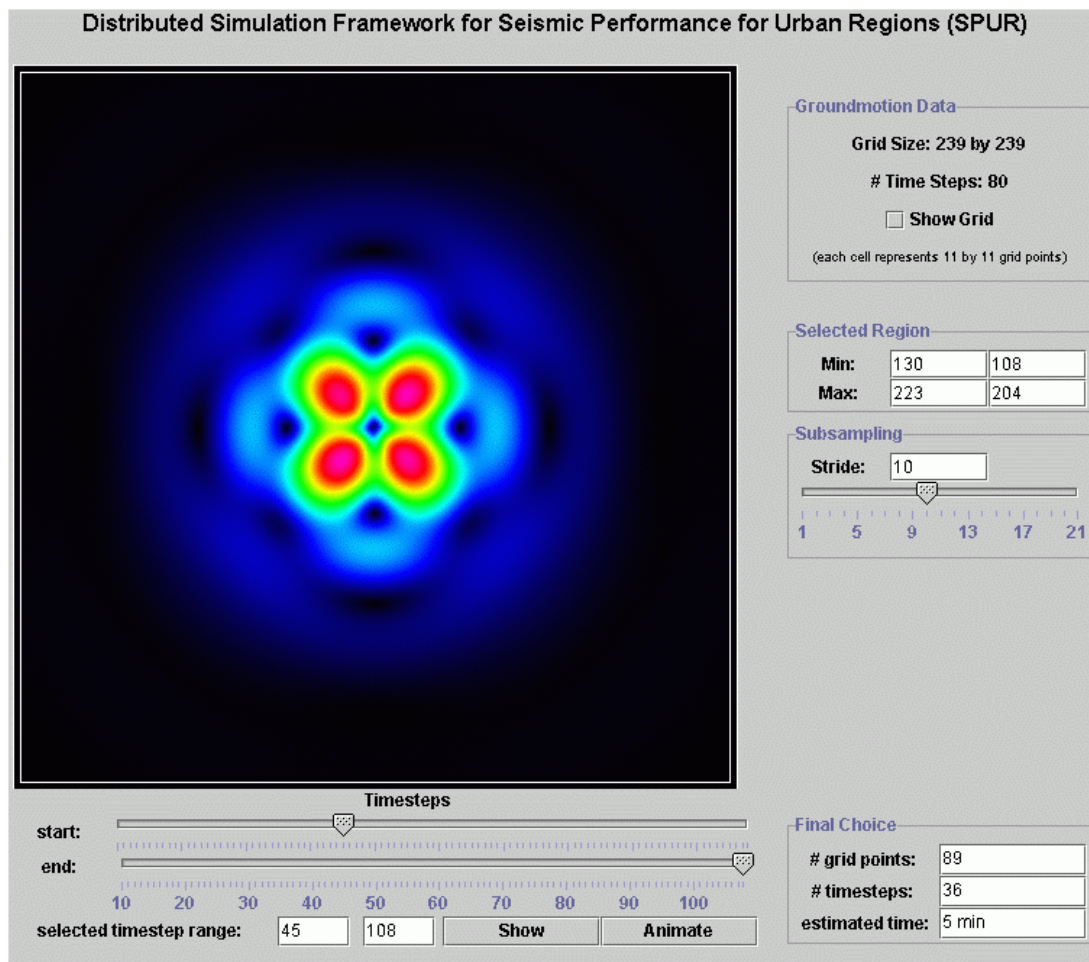 Distributed Simulation Framework for Seismic Performance for Urban Regions (SPUR)
Groundmotion Data
Grid Size: 239 by 239
# Time Steps: 80
Show Grid
(each cell represents 11 by 11 grid points)
Selected Region
Min: 130 108
Max: 223 204
Subsampling
Stride: 10
1 5 9 13 17 21
Timesteps
start:
end:
10 20 30 40 50 60 70 80 90 100
selected timestep range: 45 108 Show Animate
Final Choice
# grid points: 89
# timesteps: 36
estimated time: 5 min